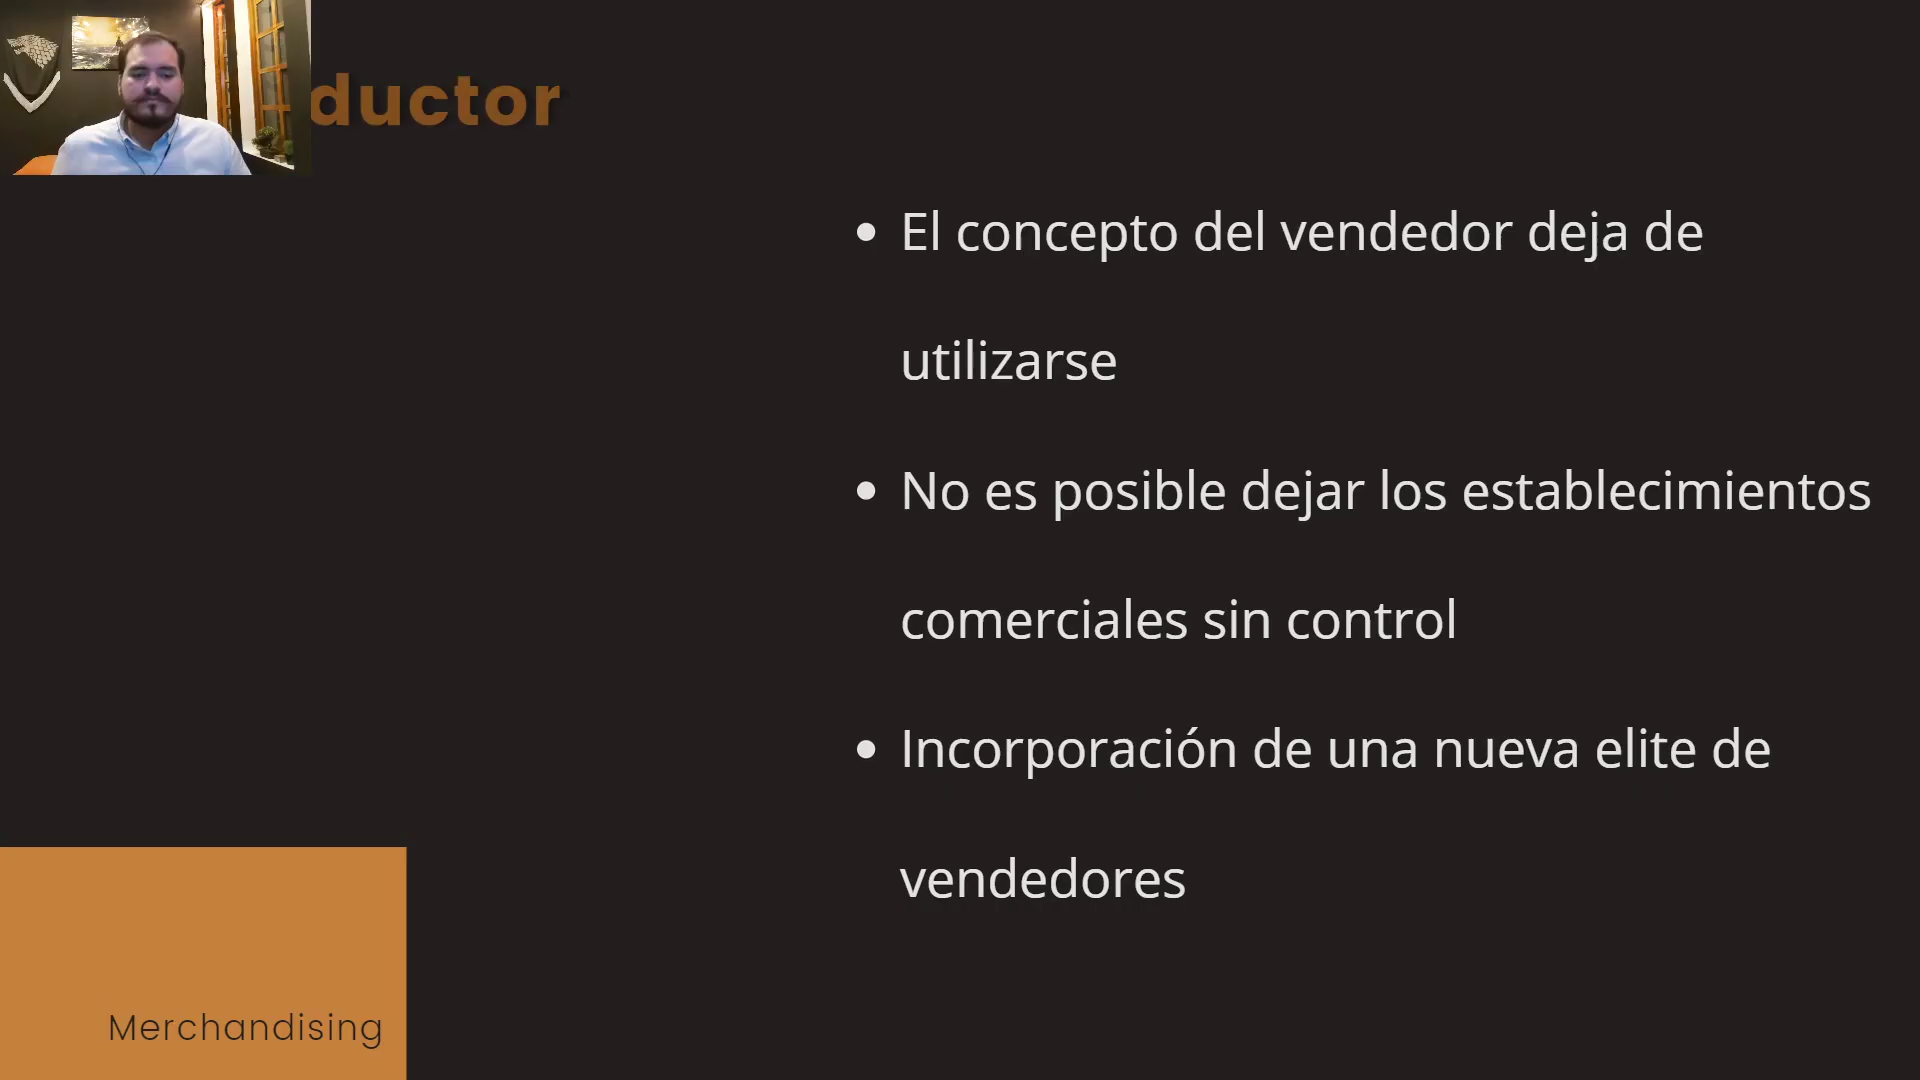 ductor
• El concepto del vendedor deja de
utilizarse
• No es posible dejar los establecimientos
comerciales sin control
• Incorporación de una nueva elite de
vendedores
Merchandising